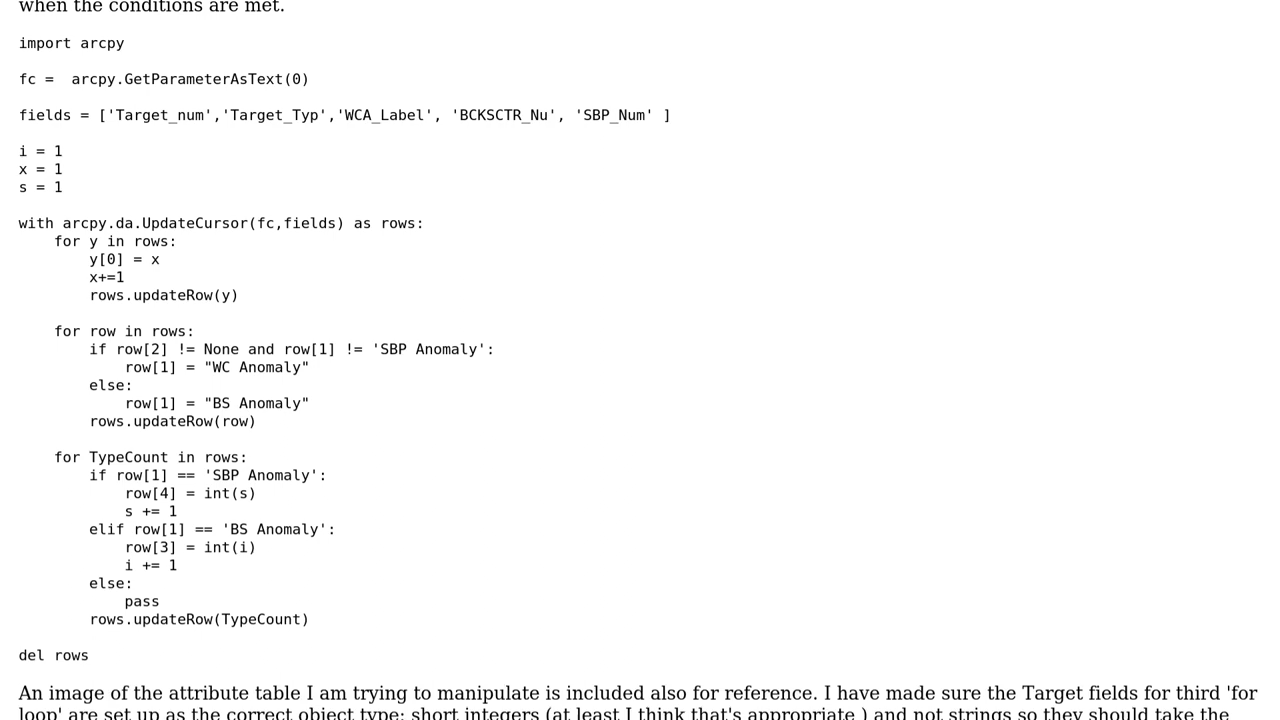 when the conditions are met.
import arcpy
fc =  arcpy.GetParameterAsText(0)
fields = ['Target_num','Target_Typ','WCA_Label', 'BCKSCTR_Nu', 'SBP_Num' ]
i = 1
x = 1
s = 1
with arcpy.da.UpdateCursor(fc,fields) as rows:
    for y in rows:
        y[0] = x
        x+=1
        rows.updateRow(y)
    for row in rows:
        if row[2] != None and row[1] != 'SBP Anomaly':
            row[1] = "WC Anomaly"
        else:
            row[1] = "BS Anomaly"
        rows.updateRow(row)
    for TypeCount in rows:
        if row[1] == 'SBP Anomaly':
            row[4] = int(s)
            s += 1
        elif row[1] == 'BS Anomaly':
            row[3] = int(i)
            i += 1
        else:
            pass
        rows.updateRow(TypeCount)
del rows
An image of the attribute table I am trying to manipulate is included also for reference. I have made sure the Target fields for third 'for
loop' are set up as the correct object type: short integers (at least I think that's appropriate ) and not strings so they should take the